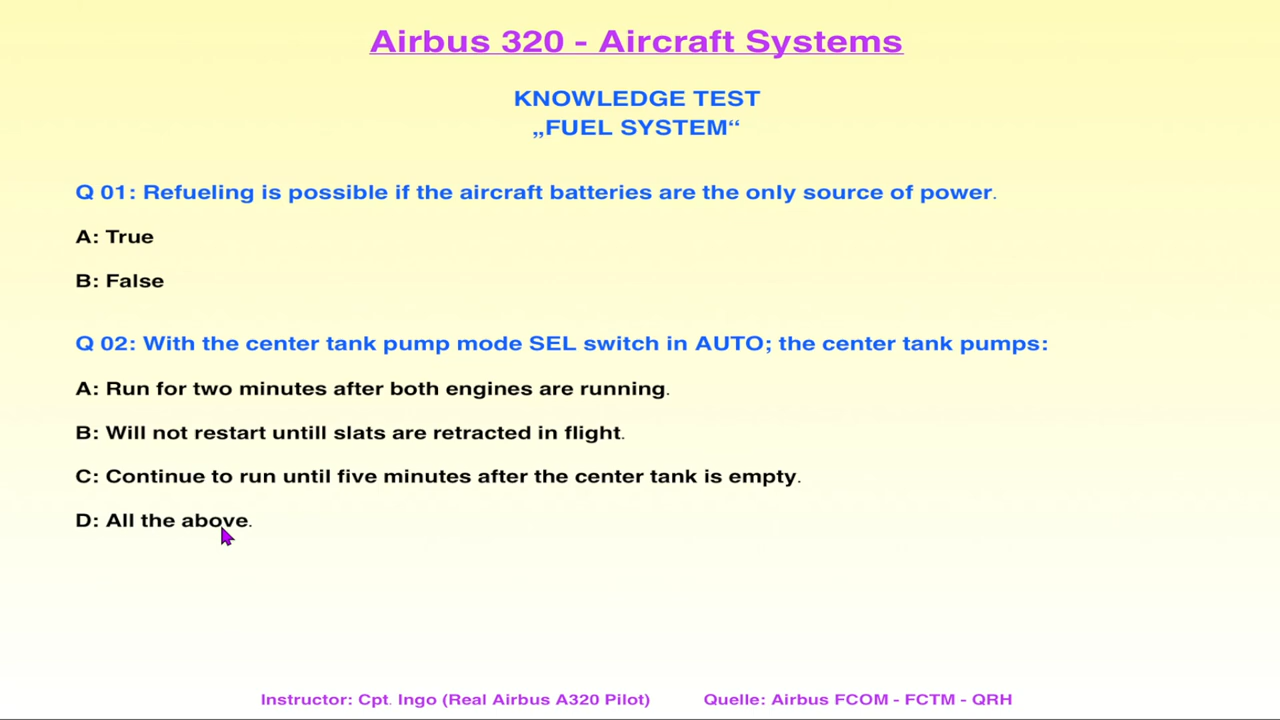 Airbus 320 - Aircraft Systems
KNOWLEDGE TEST
„FUEL SYSTEM“
Q 01: Refueling is possible if the aircraft batteries are the only source of power.
A: True
B: False
Q 02: With the center tank pump mode SEL switch in AUTO; the center tank pumps:
A: Run for two minutes after both engines are running.
B: Will not restart untill slats are retracted in flight.
C: Continue to run until five minutes after the center tank is empty.
D: All the above.
Instructor: Cpt. Ingo (Real Airbus A320 Pilot) Quelle: Airbus FCOM - FCTM - QRH